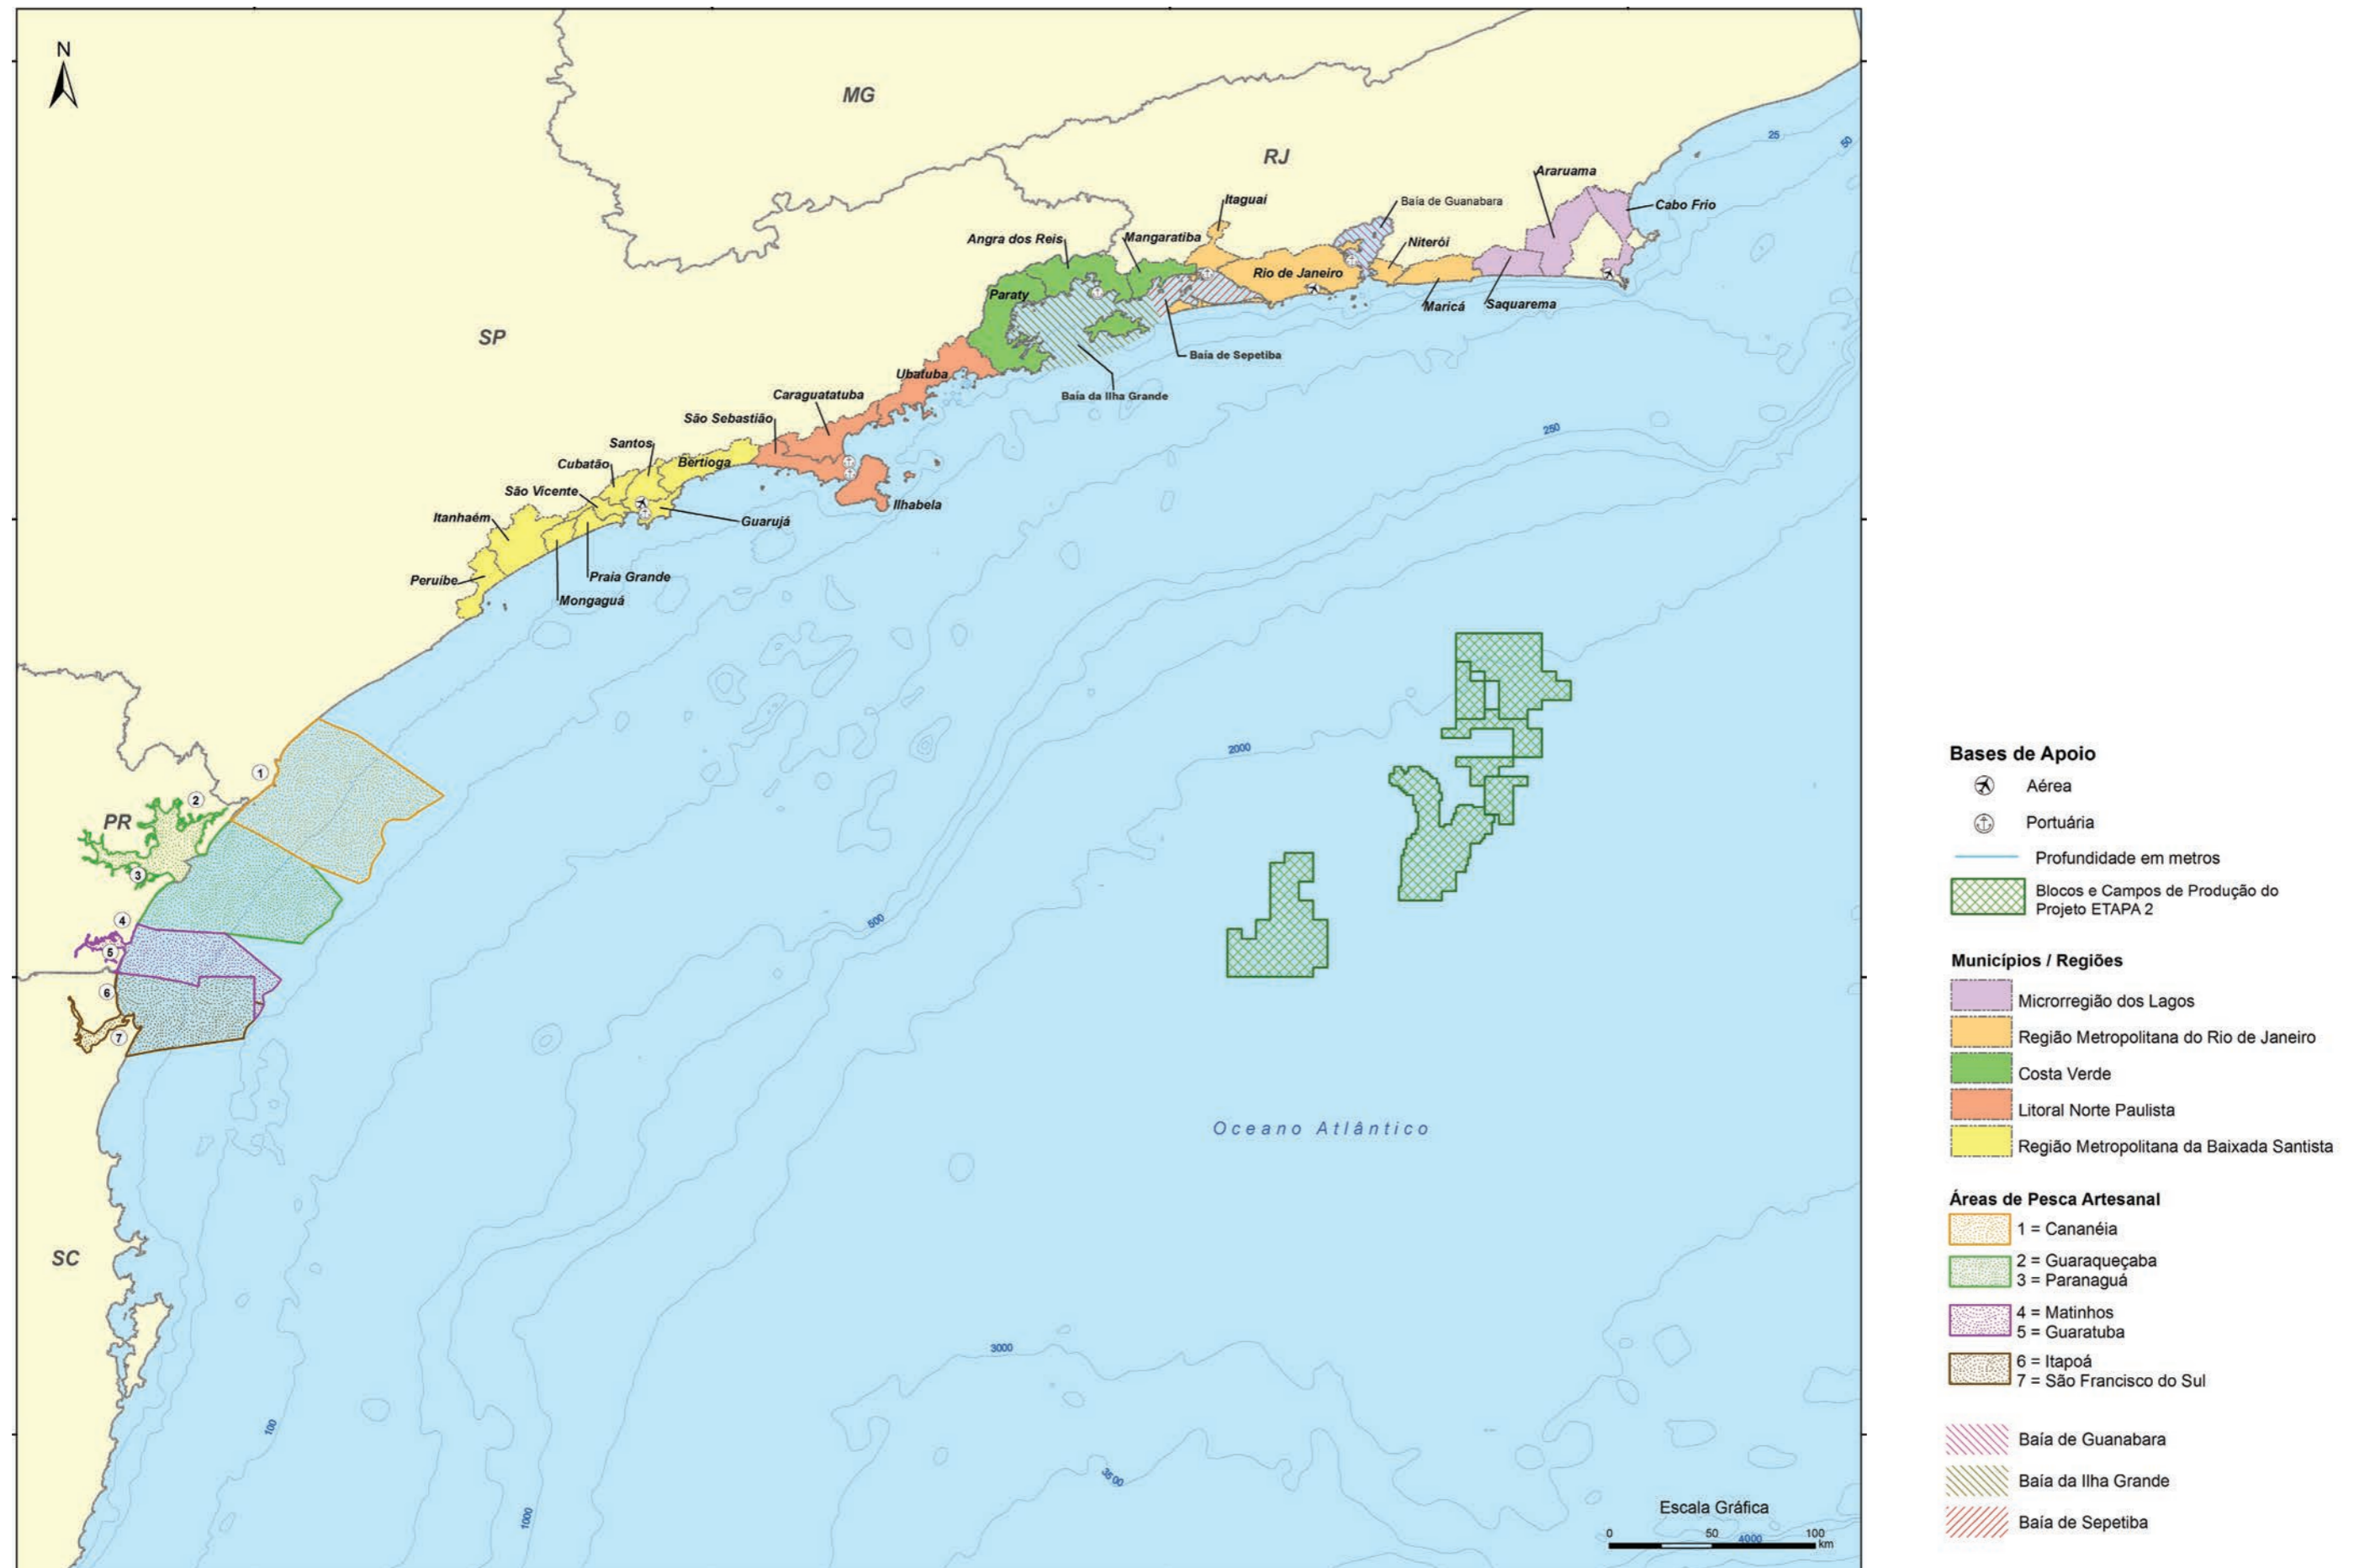 N
MG
RJ
SP
PR
SC
25
50
Araruama
Cabo Frio
Itaguaí
Baía de Guanabara
Angra dos Reis
Mangaratiba
Niterói
Rio de Janeiro
Paraty
Maricá
Saquarema
Baía de Sepetiba
Ubatuba
Baía da Ilha Grande
Caraguatatuba
São Sebastião
250
Santos
Cubatão
Bertioga
São Vicente
Ilhabela
Itanhaém
Guarujá
Peruíbe
Praia Grande
Mongaguá
2000
1
2
3
4
5
6
7
500
Oceano Atlântico
3000
100
1000
3500
Escala Gráfica
0 50 100
4000 km
Bases de Apoio
Aérea
Portuária
Profundidade em metros
Blocos e Campos de Produção do
Projeto ETAPA 2
Municípios / Regiões
Microrregião dos Lagos
Região Metropolitana do Rio de Janeiro
Costa Verde
Litoral Norte Paulista
Região Metropolitana da Baixada Santista
Áreas de Pesca Artesanal
1 = Cananéia
2 = Guaraqueçaba
3 = Paranaguá
4 = Matinhos
5 = Guaratuba
6 = Itapoá
7 = São Francisco do Sul
Baía de Guanabara
Baía da Ilha Grande
Baía de Sepetiba